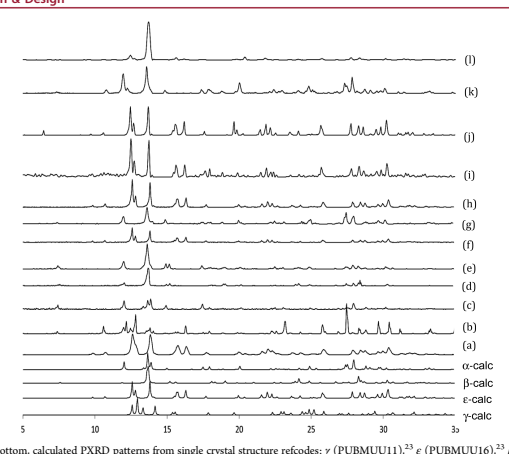 & Design
(l)
(k)
(j)
(i)
(h)
(g)
(f)
(e)
(d)
(c)
(b)
(a)
α-calc
β-calc
ε-calc
γ-calc
5 10 15 20 25 30
ottom, calculated PXRD patterns from single crystal structure refcodes: γ (PUBMUU11),²³ ε (PUBMUU16),²³